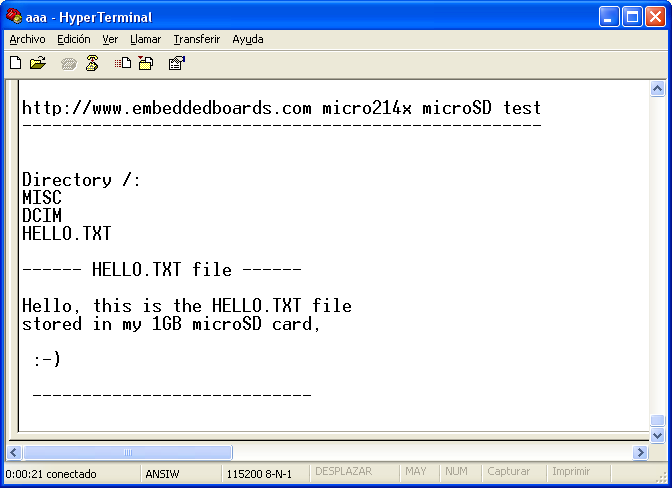 aaa - HyperTerminal
Archivo Edición Ver Llamar Transferir Ayuda
http://www.embeddedboards.com micro214x microSD test
----------------------------------------------------
Directory /:
MISC
DCIM
HELLO.TXT
------ HELLO.TXT file ------
Hello, this is the HELLO.TXT file
stored in my 1GB microSD card,
:-)
----------------------------
0:00:21 conectado ANSIW 115200 8-N-1 DESPLAZAR MAY NUM Capturar Imprimir